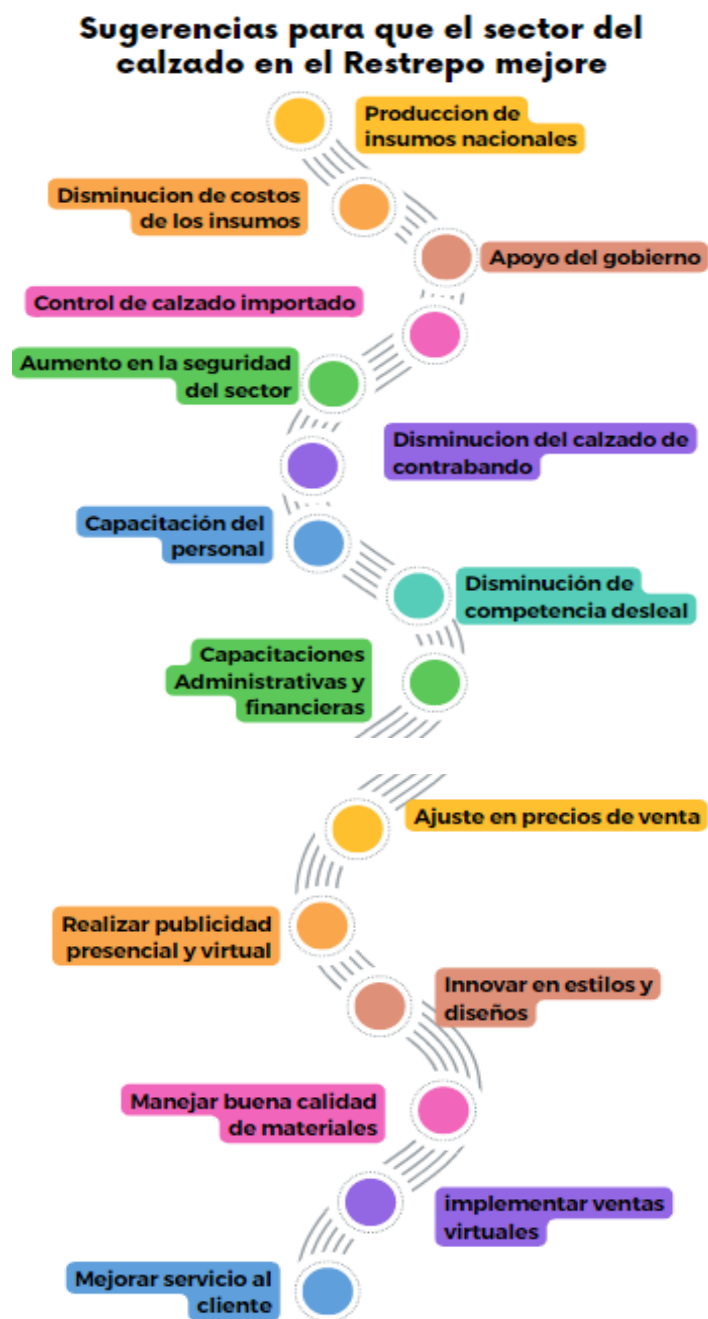 Sugerencias para que el sector del
calzado en el Restrepo mejore
Produccion de
insumos nacionales
Disminucion de costos
de los insumos
Apoyo del gobierno
Control de calzado importado
Aumento en la seguridad
del sector
Disminucion del calzado de
contrabando
Capacitación del
personal
Disminución de
competencia desleal
Capacitaciones
Administrativas y
financieras
Ajuste en precios de venta
Realizar publicidad
presencial y virtual
Innovar en estilos y
diseños
Manejar buena calidad
de materiales
implementar ventas
virtuales
Mejorar servicio al
cliente